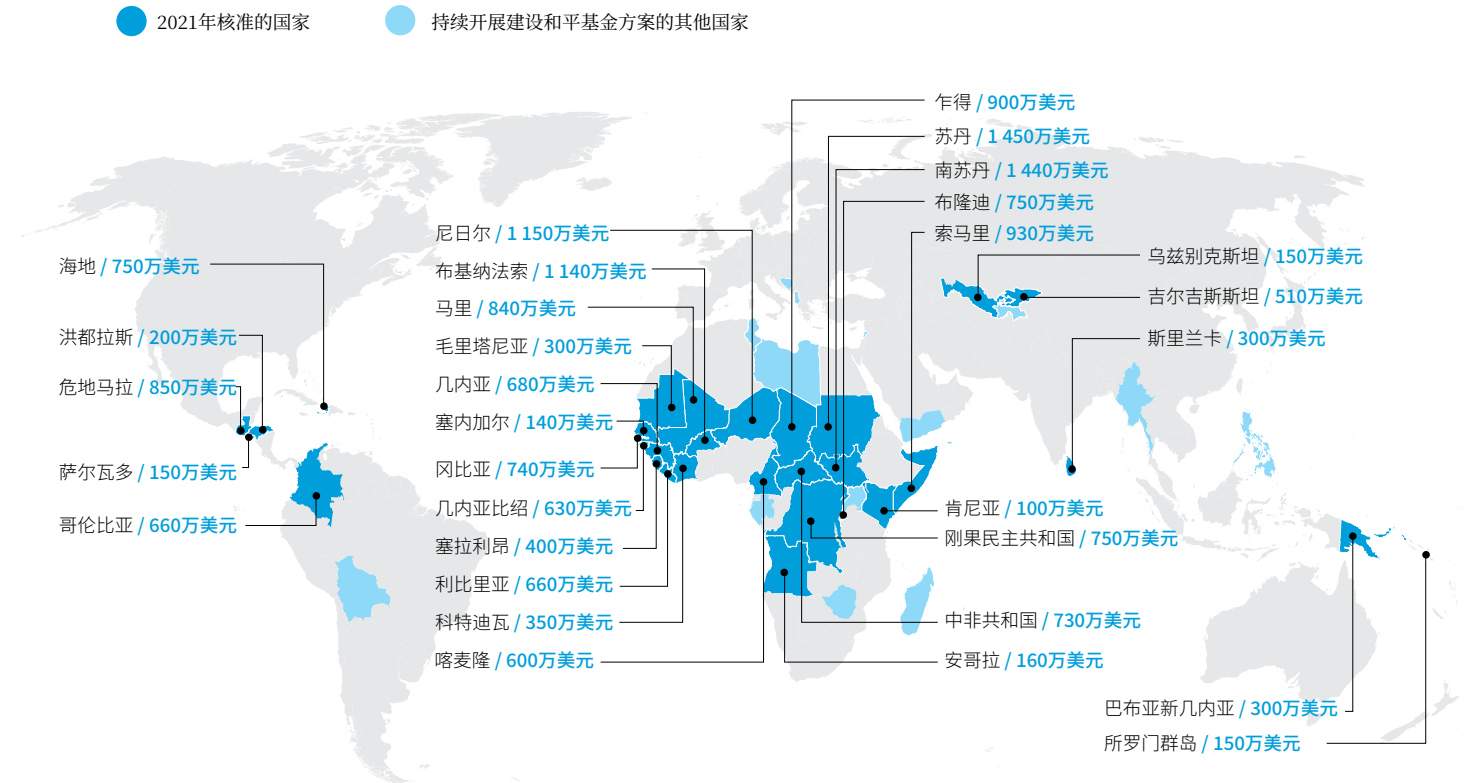 2021年核准的国家
持续开展建设和平基金方案的其他国家
海地 / 750万美元
洪都拉斯 / 200万美元
危地马拉 / 850万美元
萨尔瓦多 / 150万美元
哥伦比亚 / 660万美元
尼日尔 / 1 150万美元
布基纳法索 / 1 140万美元
马里 / 840万美元
毛里塔尼亚 / 300万美元
几内亚 / 680万美元
塞内加尔 / 140万美元
冈比亚 / 740万美元
几内亚比绍 / 630万美元
塞拉利昂 / 400万美元
利比里亚 / 660万美元
科特迪瓦 / 350万美元
喀麦隆 / 600万美元
乍得 / 900万美元
苏丹 / 1 450万美元
南苏丹 / 1 440万美元
布隆迪 / 750万美元
索马里 / 930万美元
乌兹别克斯坦 / 150万美元
吉尔吉斯斯坦 / 510万美元
斯里兰卡 / 300万美元
肯尼亚 / 100万美元
刚果民主共和国 / 750万美元
中非共和国 / 730万美元
安哥拉 / 160万美元
巴布亚新几内亚 / 300万美元
所罗门群岛 / 150万美元